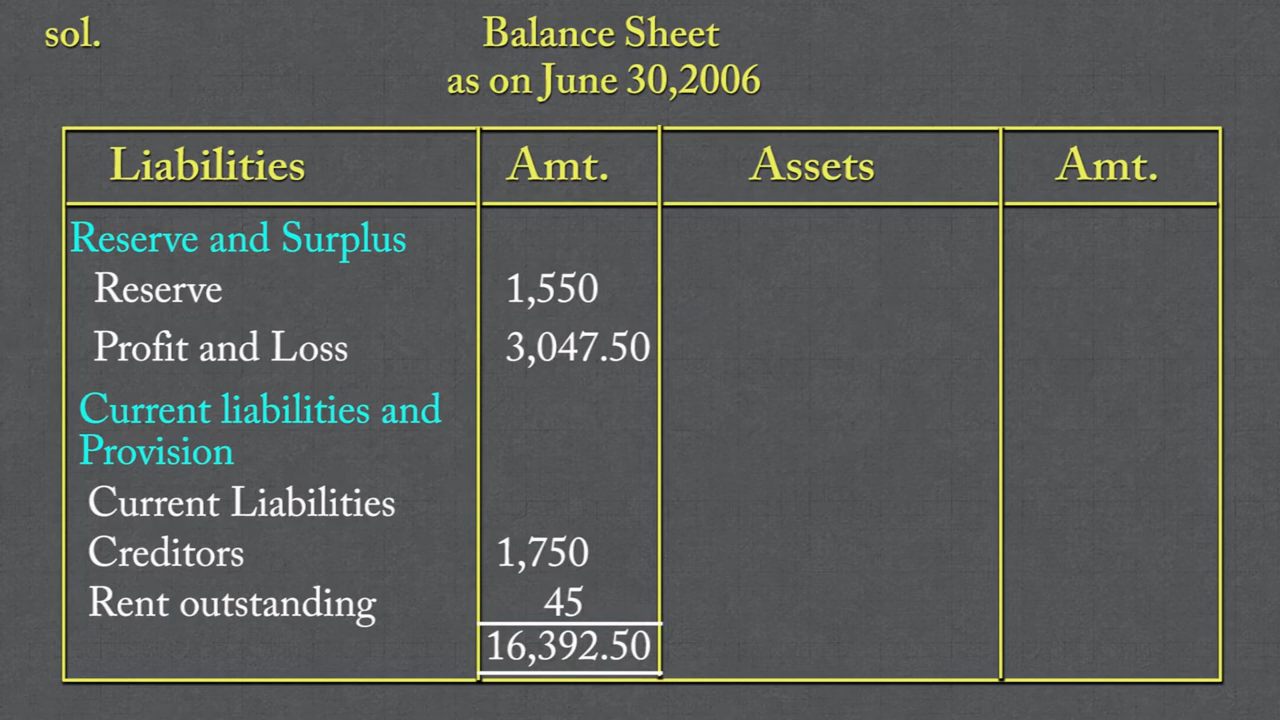 sol.
Balance Sheet
as on June 30,2006
Liabilities Amt. Assets Amt.
Reserve and Surplus
Reserve 1,550
Profit and Loss 3,047.50
Current liabilities and
Provision
Current Liabilities
Creditors 1,750
Rent outstanding 45
16,392.50